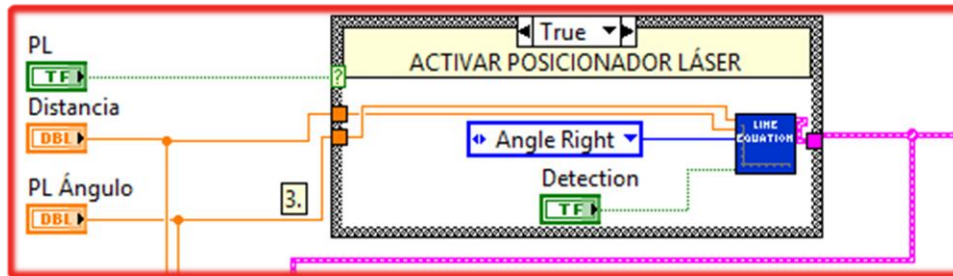 PL
TF
Distancia
DBL
PL Ángulo
DBL
3.
True
ACTIVAR POSICIONADOR LÁSER
?
Angle Right
Detection
TF
LINE
EQUATION